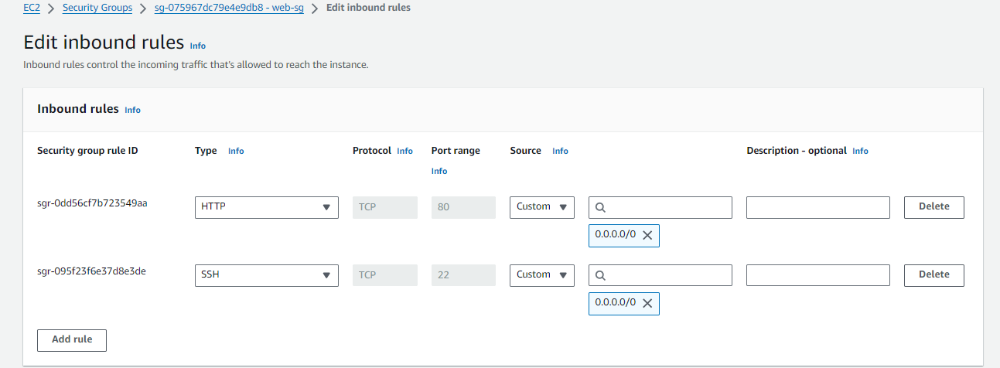 EC2 > Security Groups > sg-075967dc79e4e9db8 - web-sg > Edit inbound rules
Edit inbound rules Info
Inbound rules control the incoming traffic that's allowed to reach the instance.
Inbound rules Info
Security group rule ID Type Info Protocol Info Port range Info Source Info Description - optional Info
sgr-0dd56cf7b723549aa HTTP TCP 80 Custom Delete
0.0.0.0/0
sgr-095f23f6e37d8e3de SSH TCP 22 Custom Delete
0.0.0.0/0
Add rule